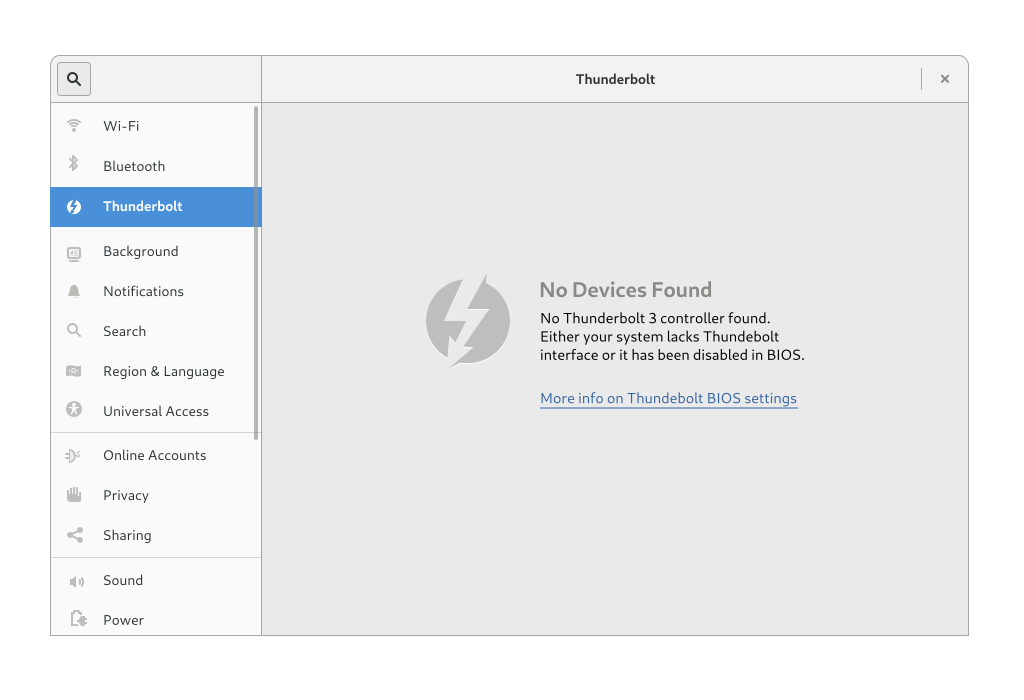 Thunderbolt
Wi-Fi
Bluetooth
Thunderbolt
Background
Notifications
Search
Region & Language
Universal Access
Online Accounts
Privacy
Sharing
Sound
Power
No Devices Found
No Thunderbolt 3 controller found.
Either your system lacks Thundebolt
interface or it has been disabled in BIOS.
More info on Thundebolt BIOS settings